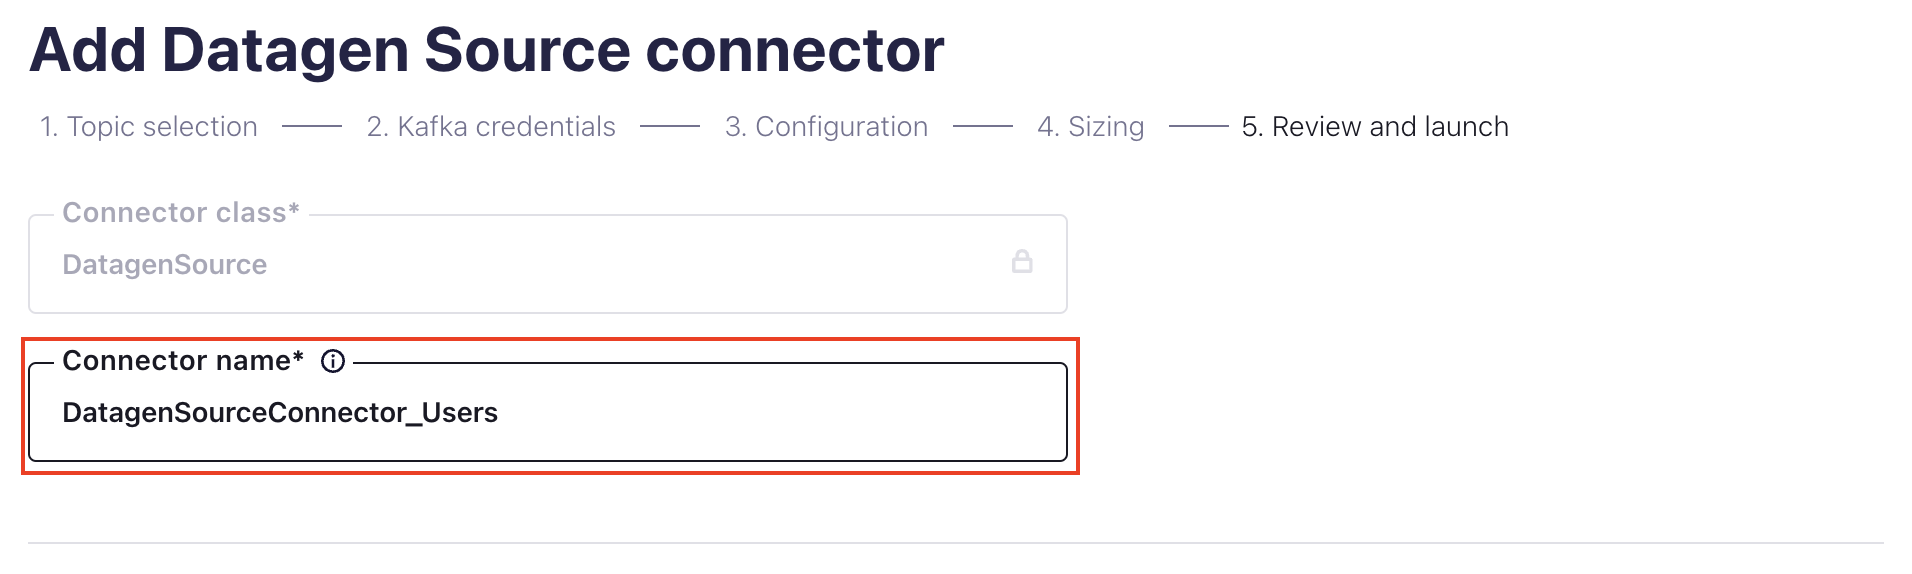 Add Datagen Source connector
1. Topic selection 2. Kafka credentials 3. Configuration 4. Sizing 5. Review and launch
Connector class*
DatagenSource
Connector name*
DatagenSourceConnector_Users